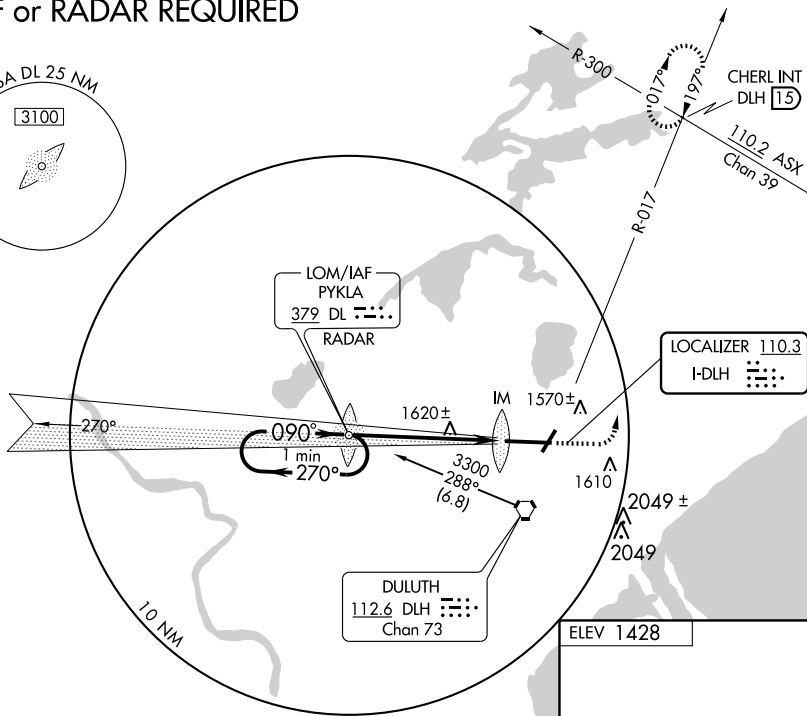 or RADAR REQUIRED
DL 25 NM
3100
R-300
017°
197°
CHERL INT
DLH 15
110.2 ASX
Chan 39
R-017
LOM/IAF
PYKLA
379 DL
RADAR
LOCALIZER 110.3
I-DLH
IM
1570±
1620±
270°
090°
1 min
270°
3300
288°
(6.8)
1610
2049±
2049
DULUTH
112.6 DLH
Chan 73
10 NM
ELEV 1428